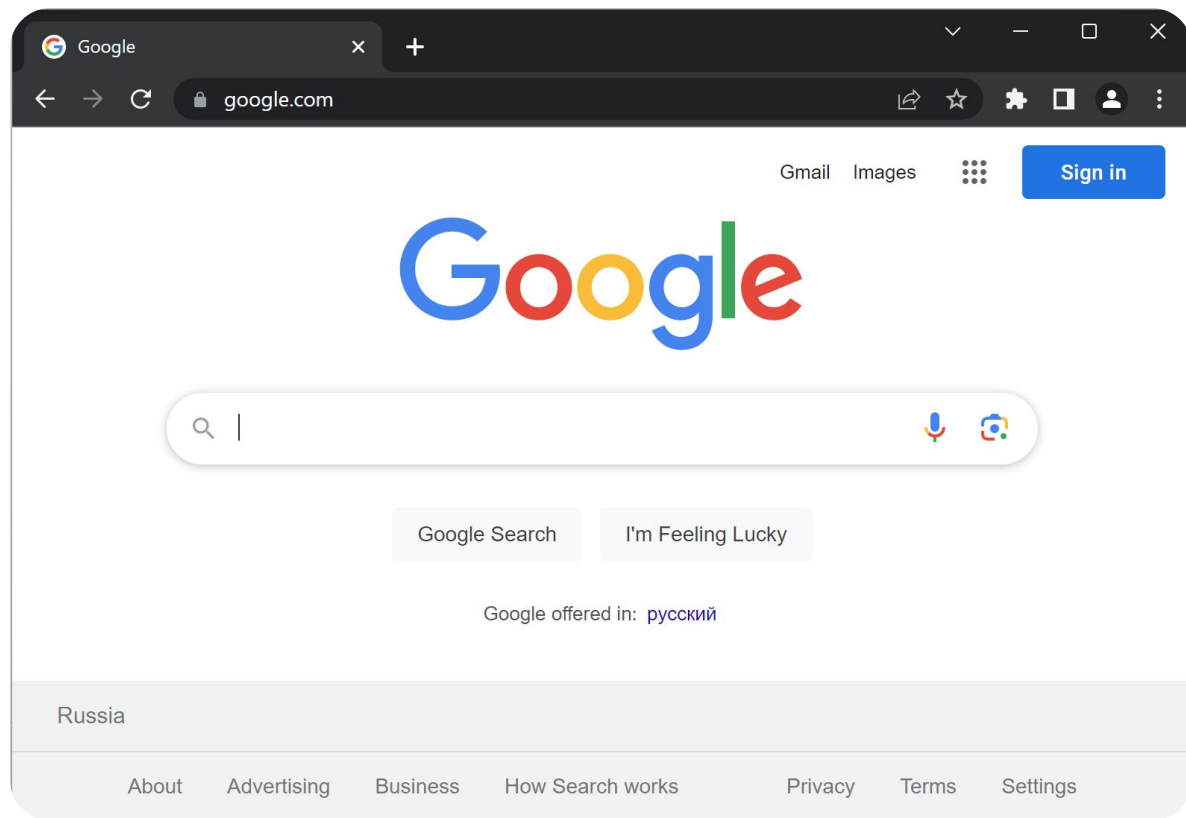 Google
google.com
Gmail Images Sign in
Google
Google Search I'm Feeling Lucky
Google offered in: русский
Russia
About Advertising Business How Search works Privacy Terms Settings